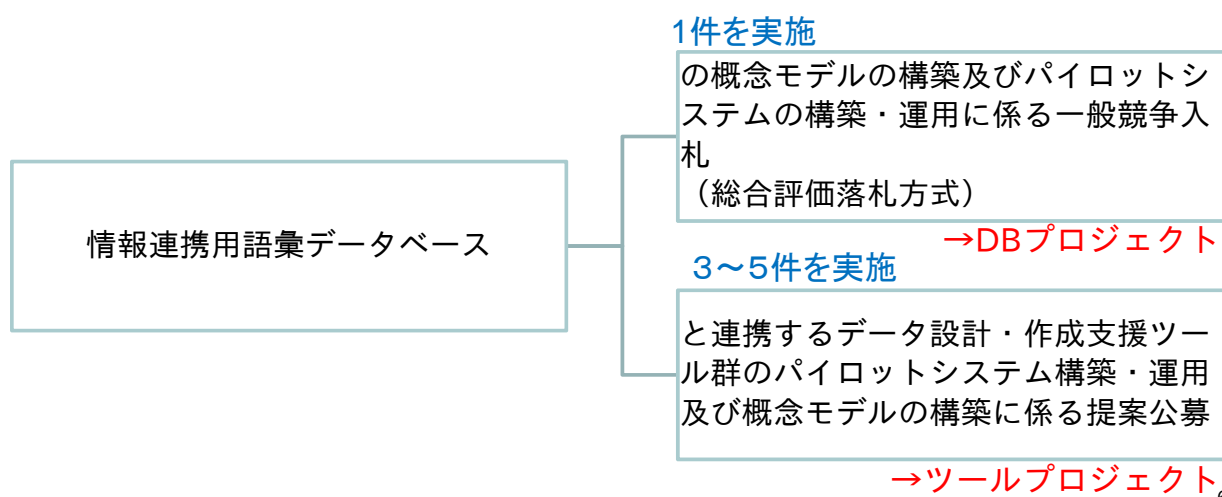 情報連携用語彙データベース
1件を実施
の概念モデルの構築及びパイロットシ
ステムの構築・運用に係る一般競争入
札
（総合評価落札方式）
→DBプロジェクト
3～5件を実施
と連携するデータ設計・作成支援ツー
ル群のパイロットシステム構築・運用
及び概念モデルの構築に係る提案公募
→ツールプロジェクト